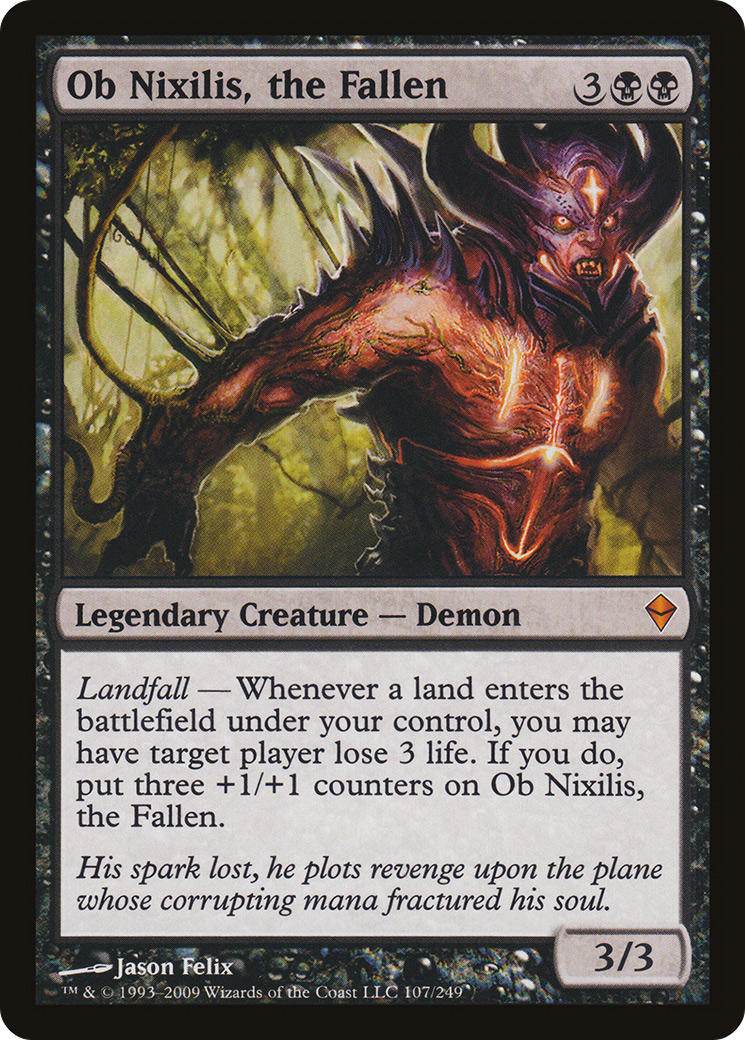 Ob Nixilis, the Fallen 3
Legendary Creature — Demon
Landfall — Whenever a land enters the
battlefield under your control, you may
have target player lose 3 life. If you do,
put three +1/+1 counters on Ob Nixilis,
the Fallen.
His spark lost, he plots revenge upon the plane
whose corrupting mana fractured his soul.
3/3
Jason Felix
™ & © 1993–2009 Wizards of the Coast LLC 107/249